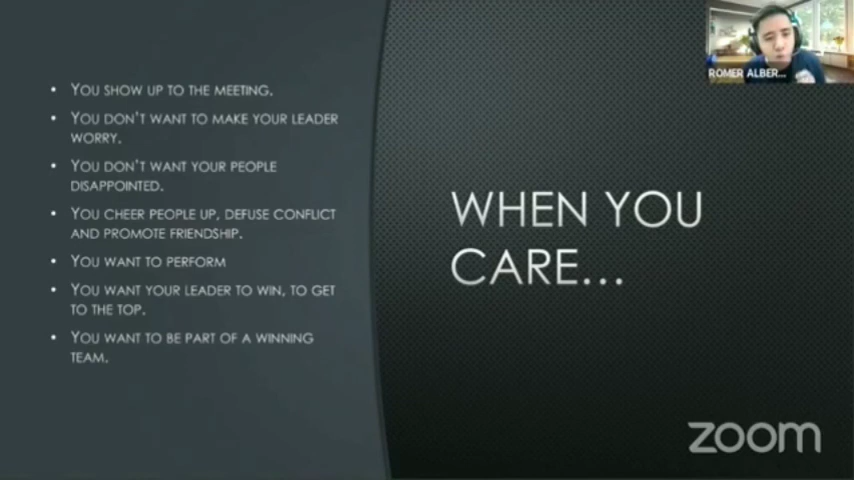 • YOU SHOW UP TO THE MEETING.
• YOU DON'T WANT TO MAKE YOUR LEADER
WORRY.
• YOU DON'T WANT YOUR PEOPLE
DISAPPOINTED.
• YOU CHEER PEOPLE UP, DEFUSE CONFLICT
AND PROMOTE FRIENDSHIP.
• YOU WANT TO PERFORM
• YOU WANT YOUR LEADER TO WIN, TO GET
TO THE TOP.
• YOU WANT TO BE PART OF A WINNING
TEAM.
WHEN YOU
CARE...
ROMER ALBER...
zoom